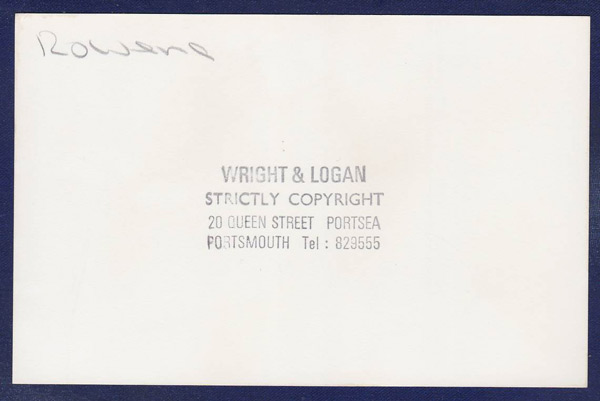 Rowena
WRIGHT & LOGAN
STRICTLY COPYRIGHT
20 QUEEN STREET PORTSEA
PORTSMOUTH Tel : 829555